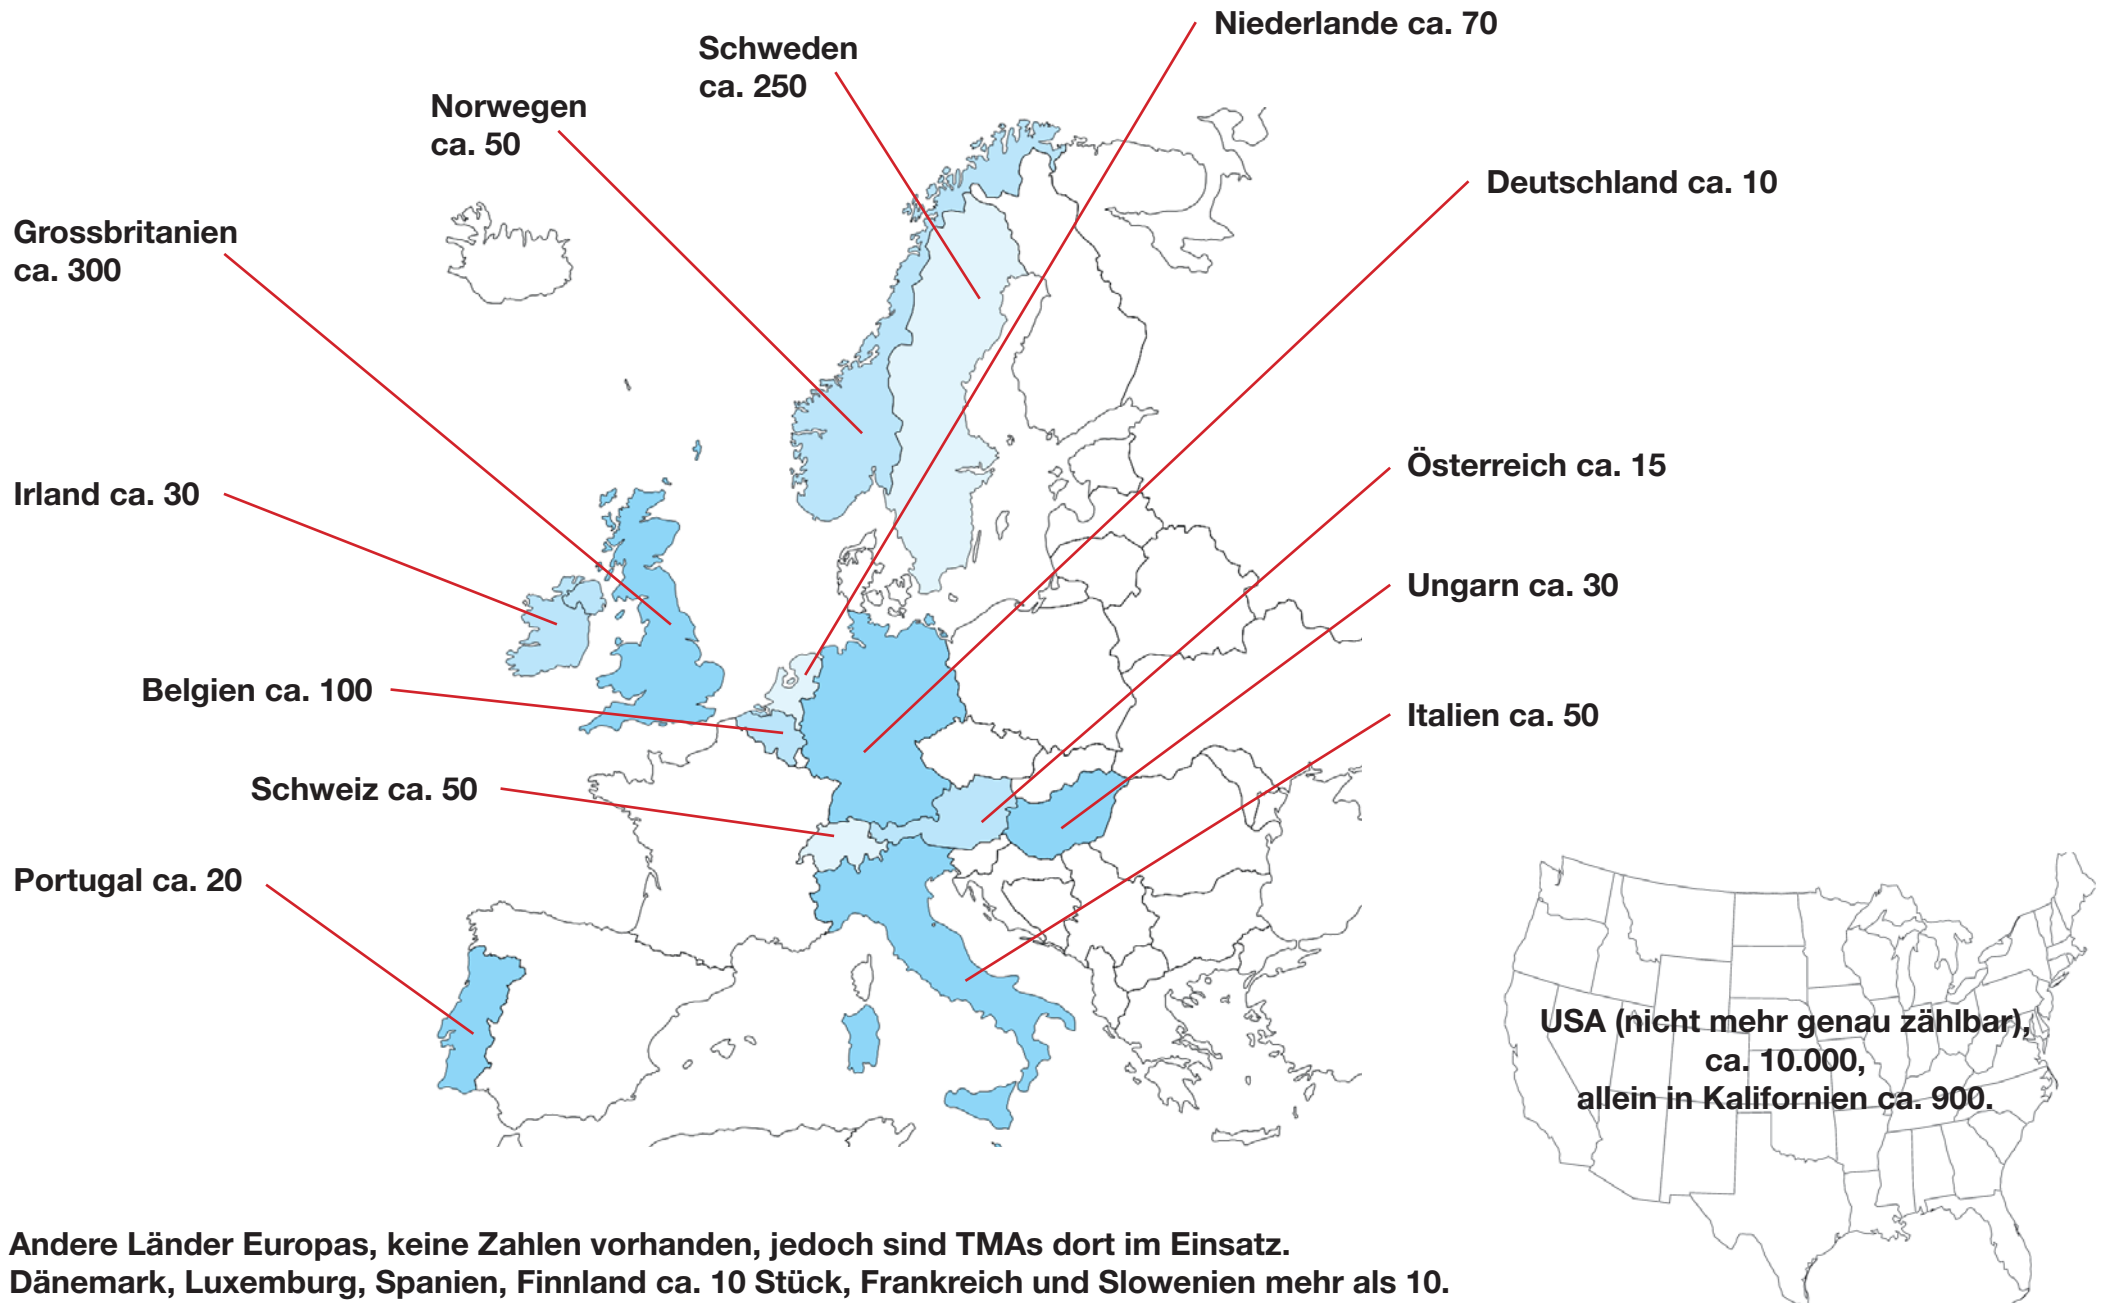 Niederlande ca. 70
Schweden
ca. 250
Norwegen
ca. 50
Deutschland ca. 10
Grossbritanien
ca. 300
Österreich ca. 15
Irland ca. 30
Ungarn ca. 30
Belgien ca. 100
Italien ca. 50
Schweiz ca. 50
Portugal ca. 20
USA (nicht mehr genau zählbar),
ca. 10.000,
allein in Kalifornien ca. 900.
Andere Länder Europas, keine Zahlen vorhanden, jedoch sind TMAs dort im Einsatz.
Dänemark, Luxemburg, Spanien, Finnland ca. 10 Stück, Frankreich und Slowenien mehr als 10.